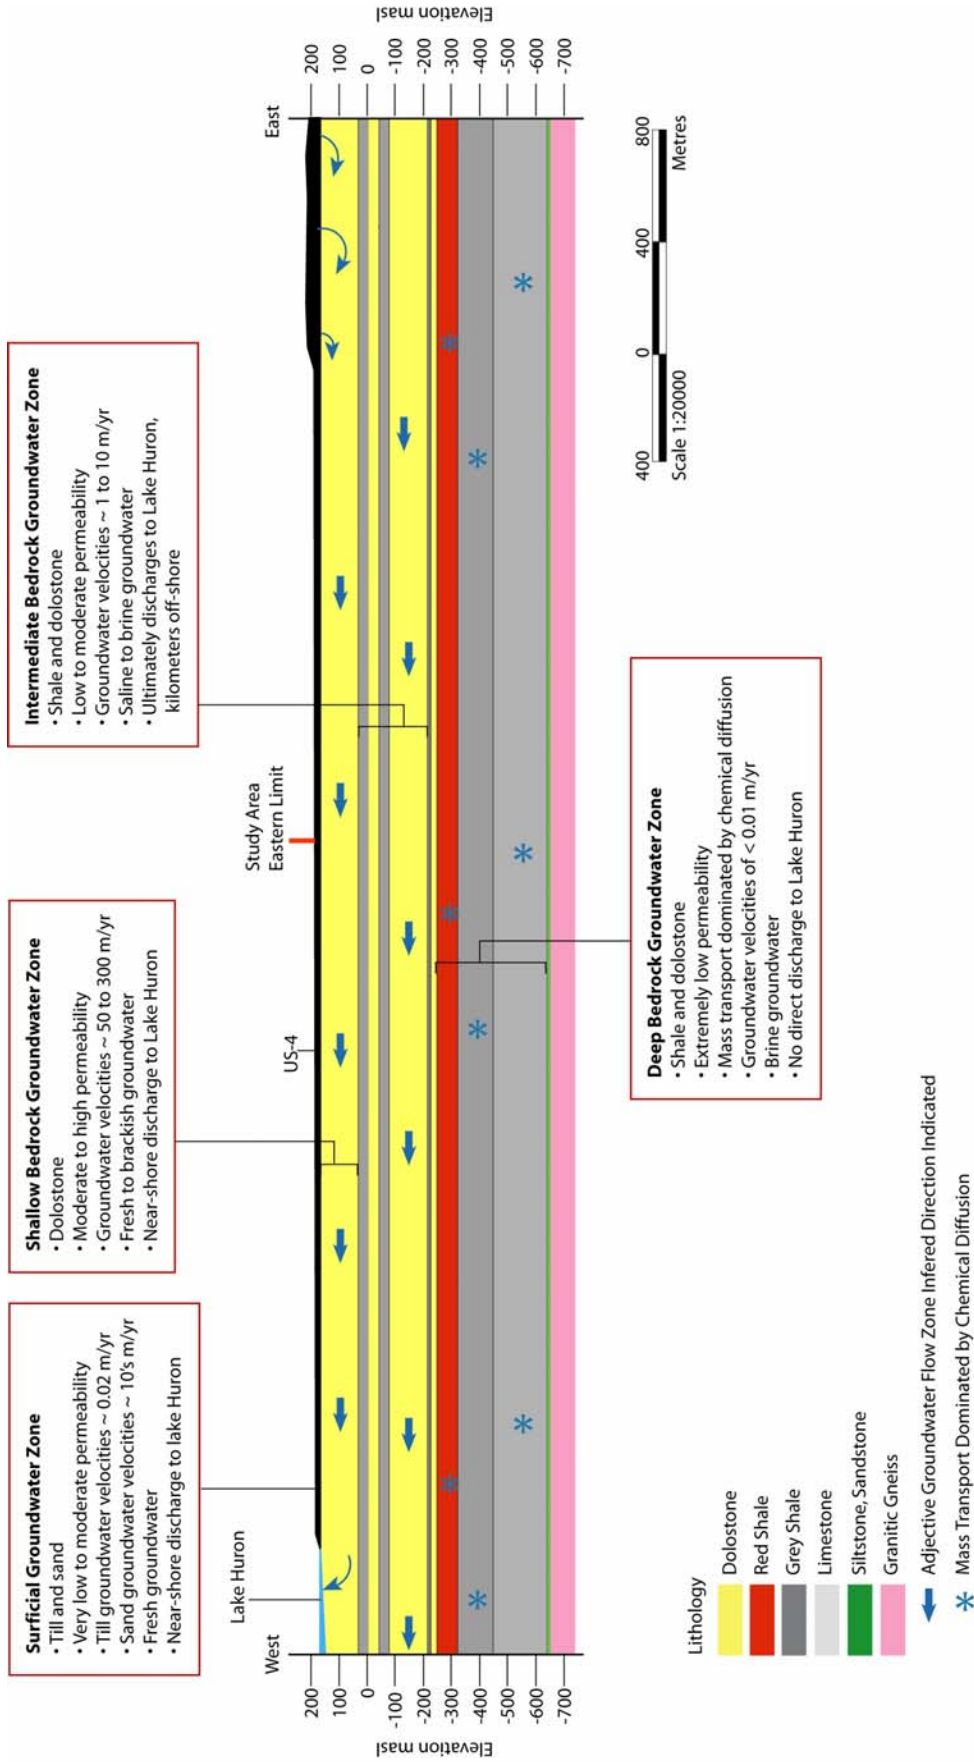 Surficial Groundwater Zone
• Till and sand
• Very low to moderate permeability
• Till groundwater velocities ~ 0.02 m/yr
• Sand groundwater velocities ~ 10's m/yr
• Fresh groundwater
• Near-shore discharge to lake Huron
Shallow Bedrock Groundwater Zone
• Dolostone
• Moderate to high permeability
• Groundwater velocities ~ 50 to 300 m/yr
• Fresh to brackish groundwater
• Near-shore discharge to Lake Huron
Intermediate Bedrock Groundwater Zone
• Shale and dolostone
• Low to moderate permeability
• Groundwater velocities ~ 1 to 10 m/yr
• Saline to brine groundwater
• Ultimately discharges to Lake Huron,
kilometers off-shore
West
Lake Huron
US-4
Study Area
Eastern Limit
East
Elevation masl
200
100
0
-100
-200
-300
-400
-500
-600
-700
Elevation masl
200
100
0
-100
-200
-300
-400
-500
-600
-700
Deep Bedrock Groundwater Zone
• Shale and dolostone
• Extremely low permeability
• Mass transport dominated by chemical diffusion
• Groundwater velocities of < 0.01 m/yr
• Brine groundwater
• No direct discharge to Lake Huron
400 0 400 800
Scale 1:20000 Metres
Lithology
Dolostone
Red Shale
Grey Shale
Limestone
Siltstone, Sandstone
Granitic Gneiss
Adjective Groundwater Flow Zone Infered Direction Indicated
Mass Transport Dominated by Chemical Diffusion